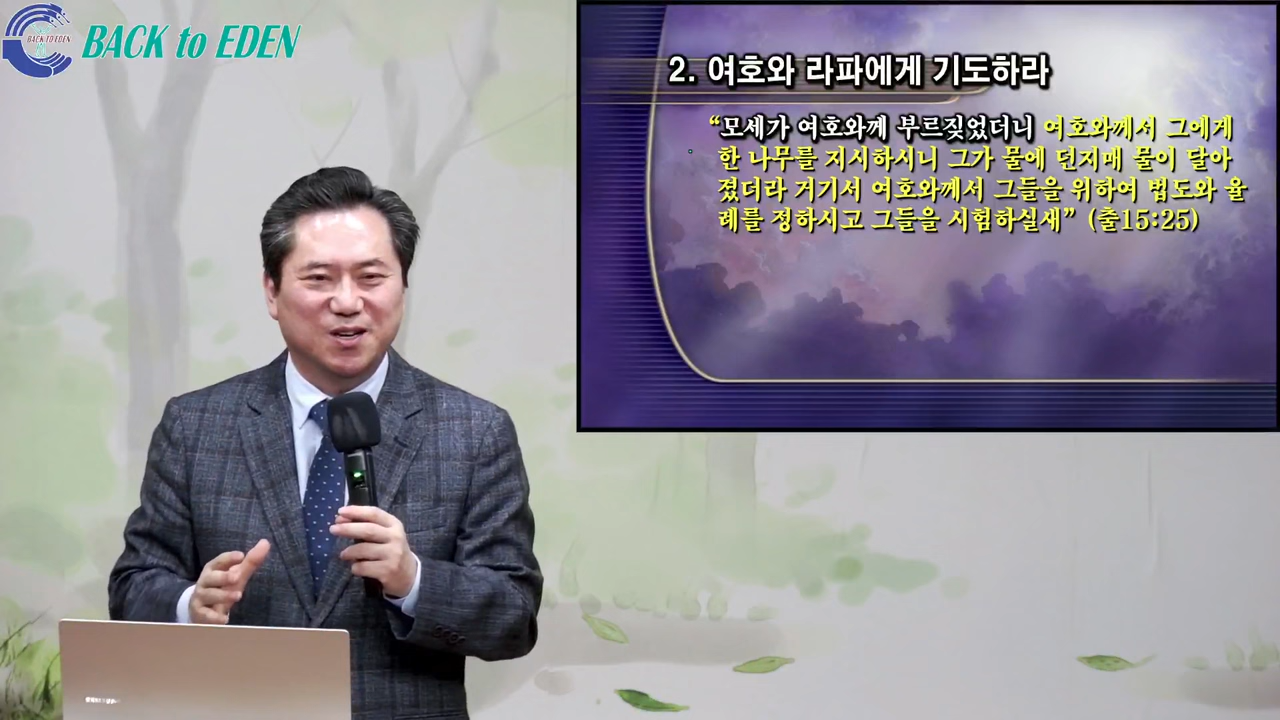 BACK TO EDEN
BACK to EDEN
2. 여호와 라파에게 기도하라
“모세가 여호와께 부르짖었더니 여호와께서 그에게
한 나무를 지시하시니 그가 물에 던지매 물이 달아
졌더라 거기서 여호와께서 그들을 위하여 법도와 율
례를 정하시고 그들을 시험하실새” (출15:25)